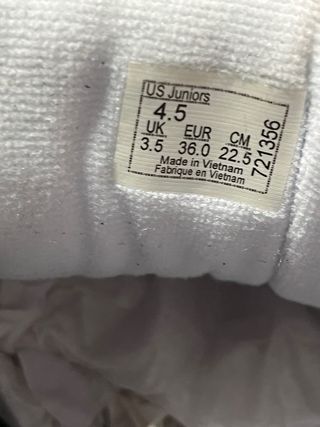 US Juniors
4.5
UK EUR CM
3.5 36.0 22.5
Made in Vietnam
Fabrique en Vietnam
721356